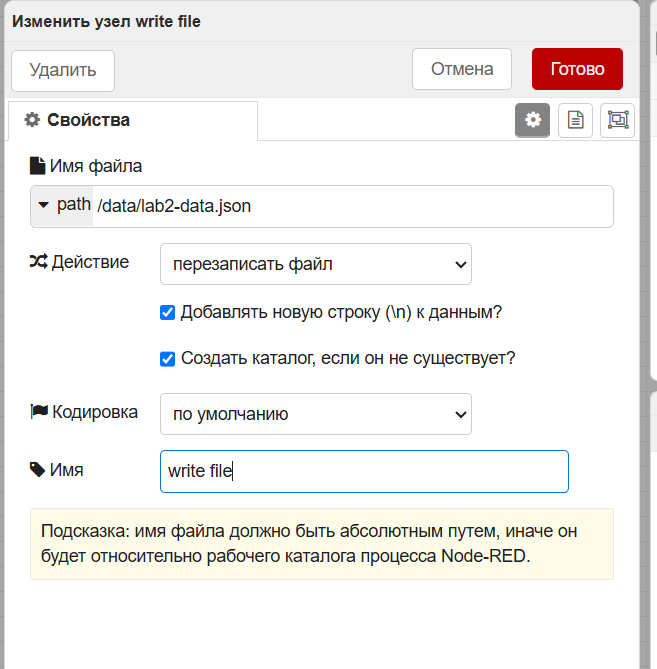 Изменить узел write file
Удалить
Отмена
Готово
Свойства
Имя файла
path /data/lab2-data.json
Действие
перезаписать файл
Добавлять новую строку (\n) к данным?
Создать каталог, если он не существует?
Кодировка
по умолчанию
Имя
write file
Подсказка: имя файла должно быть абсолютным путем, иначе он
будет относительно рабочего каталога процесса Node-RED.